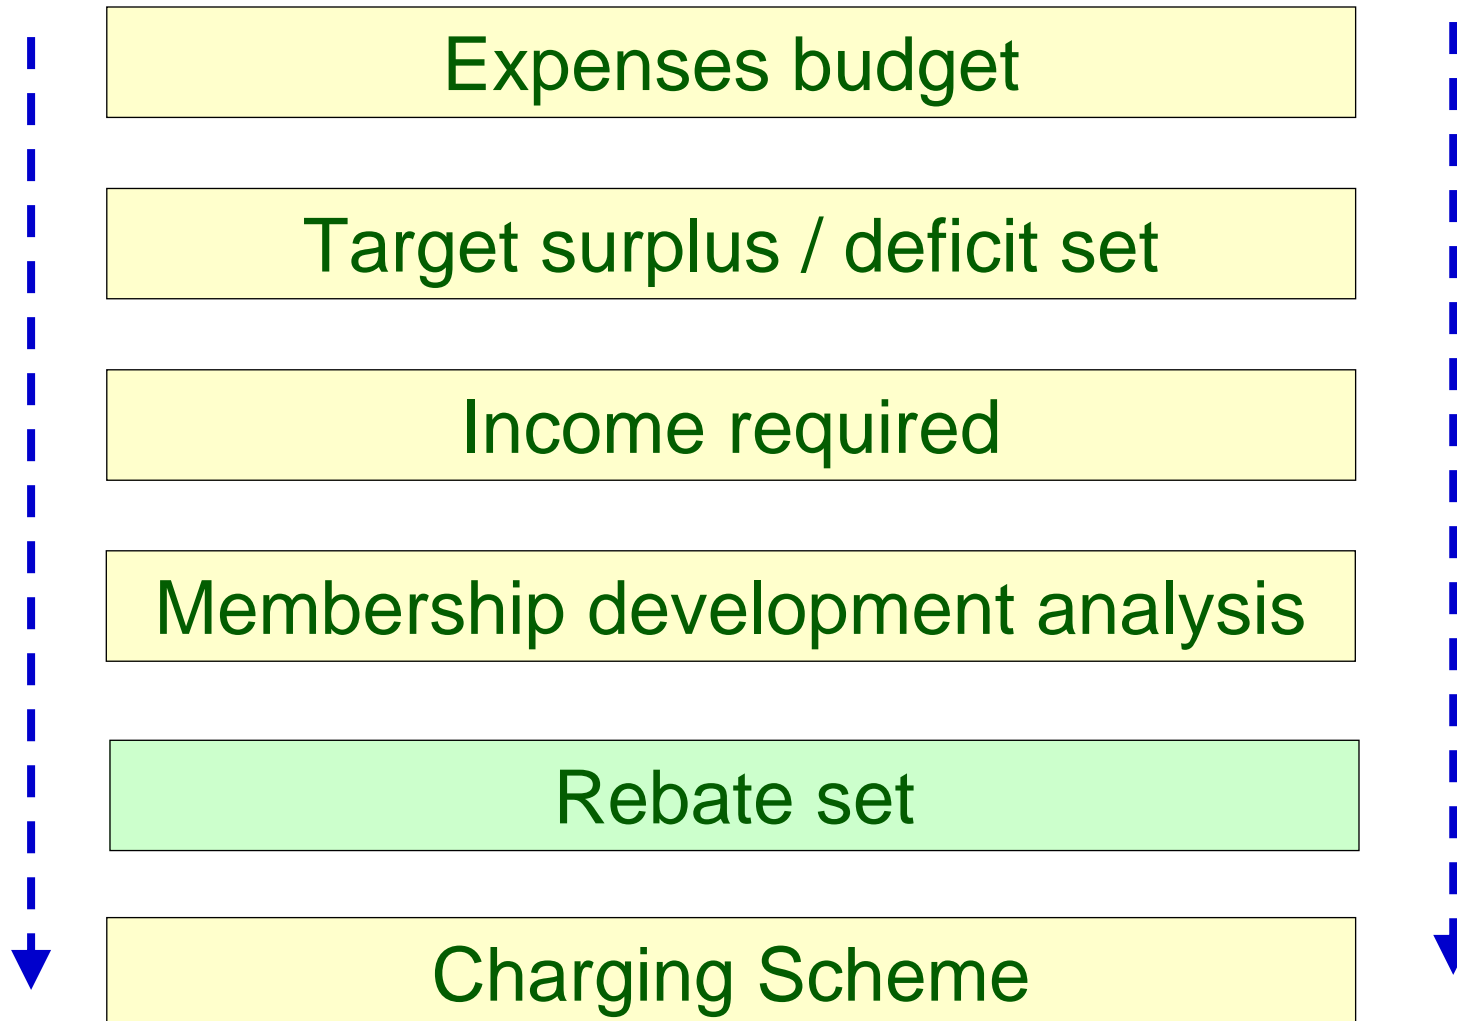 Expenses budget
Target surplus / deficit set
Income required
Membership development analysis
Rebate set
Charging Scheme